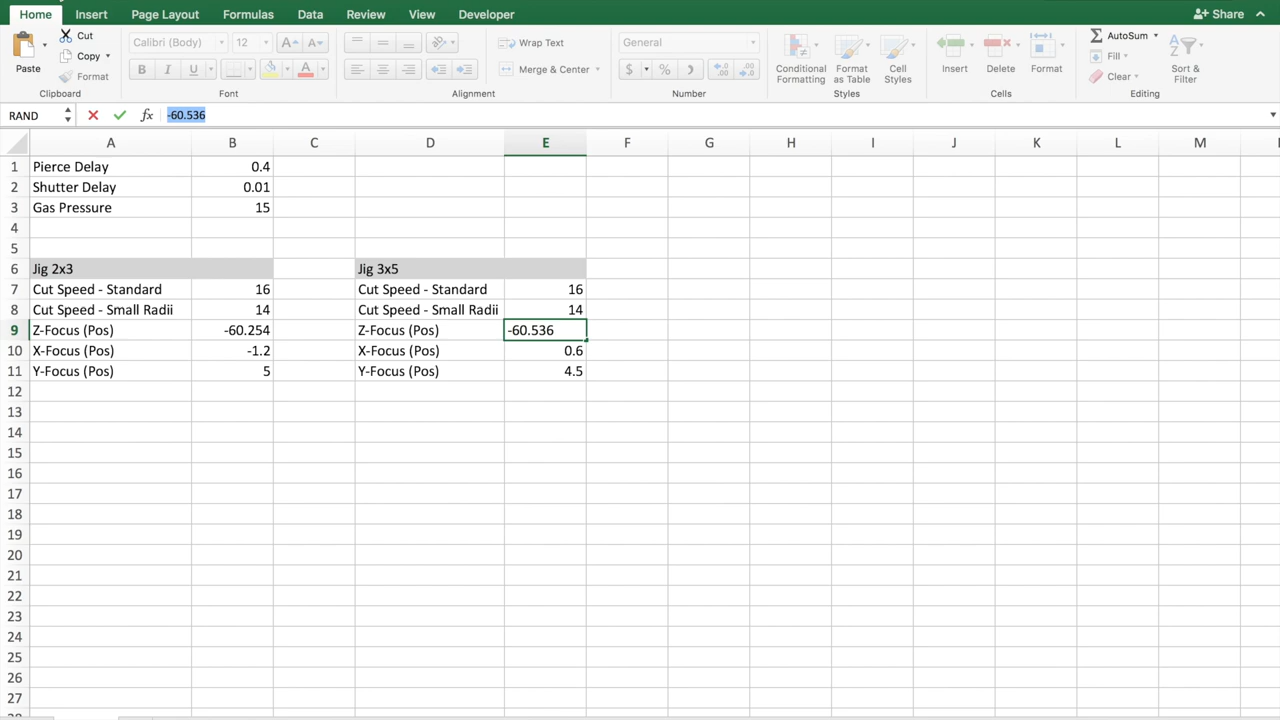 Home Insert Page Layout Formulas Data Review View Developer Share
Cut Calibri (Body) 12 A A Wrap Text General AutoSum
Copy Fill
Paste Format B I U A Merge & Center $ % Conditional Formatting Format as Table Cell Styles Insert Delete Format Clear Sort & Filter
Clipboard Font Alignment Number Styles Cells Editing
RAND fx -60.536
A B C D E F G H I J K L M
1 Pierce Delay 0.4
2 Shutter Delay 0.01
3 Gas Pressure 15
4
5
6 Jig 2x3 Jig 3x5
7 Cut Speed - Standard 16 Cut Speed - Standard 16
8 Cut Speed - Small Radii 14 Cut Speed - Small Radii 14
9 Z-Focus (Pos) -60.254 Z-Focus (Pos) -60.536
10 X-Focus (Pos) -1.2 X-Focus (Pos) 0.6
11 Y-Focus (Pos) 5 Y-Focus (Pos) 4.5
12
13
14
15
16
17
18
19
20
21
22
23
24
25
26
27